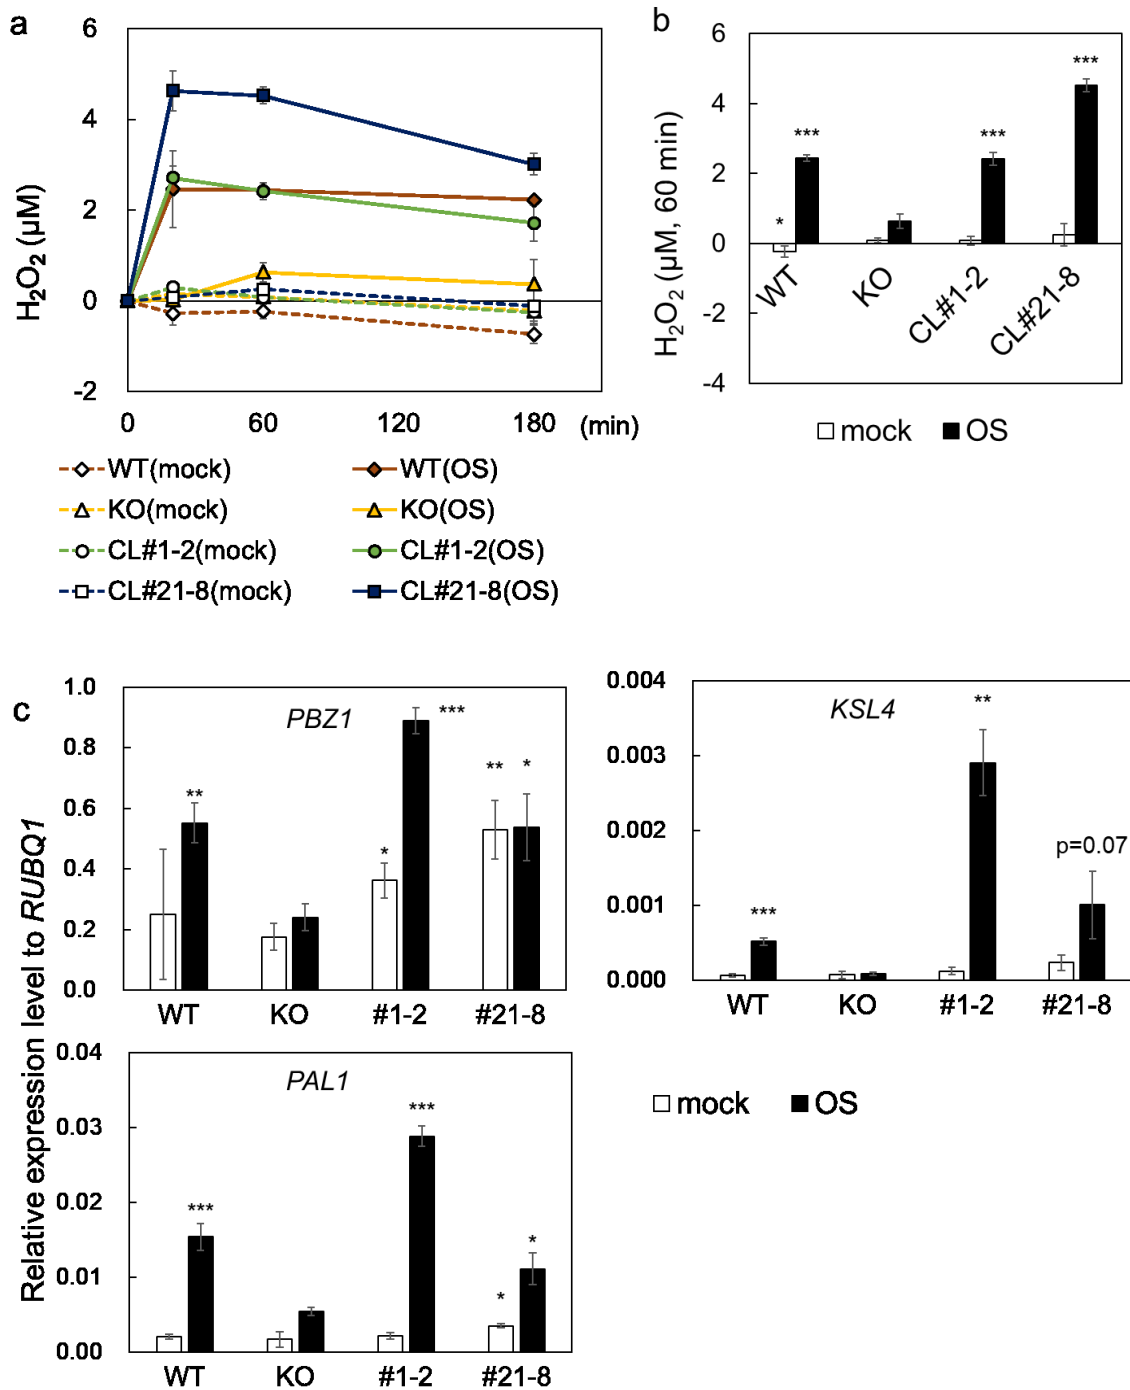 a
6
4
2
0
-2
H₂O₂ (µM)
0 60 120 180 (min)
WT(mock) WT(OS)
KO(mock) KO(OS)
CL#1-2(mock) CL#1-2(OS)
CL#21-8(mock) CL#21-8(OS)
b
6
4
2
0
-2
-4
H₂O₂ (µM, 60 min)
* *** *** ***
WT KO CL#1-2 CL#21-8
mock OS
c
Relative expression level to RUBQ1
PBZ1
1.0
0.8
0.6
0.4
0.2
0.0
** * *** ** *
WT KO #1-2 #21-8
KSL4
0.004
0.003
0.002
0.001
0.000
*** ** p=0.07
WT KO #1-2 #21-8
PAL1
0.04
0.03
0.02
0.01
0.00
*** *** * *
WT KO #1-2 #21-8
mock OS